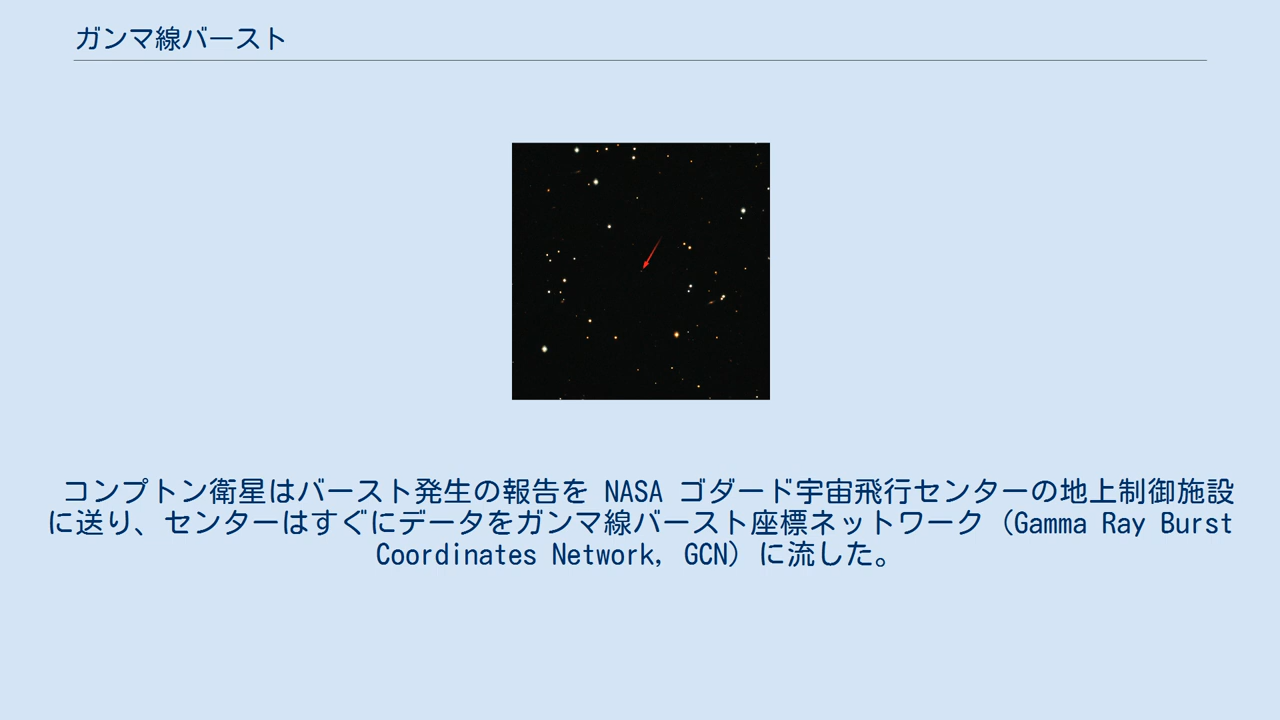 ガンマ線バースト
コンプトン衛星はバースト発生の報告を NASA ゴダード宇宙飛行センターの地上制御施設
に送り、センターはすぐにデータをガンマ線バースト座標ネットワーク（Gamma Ray Burst
Coordinates Network, GCN）に流した。